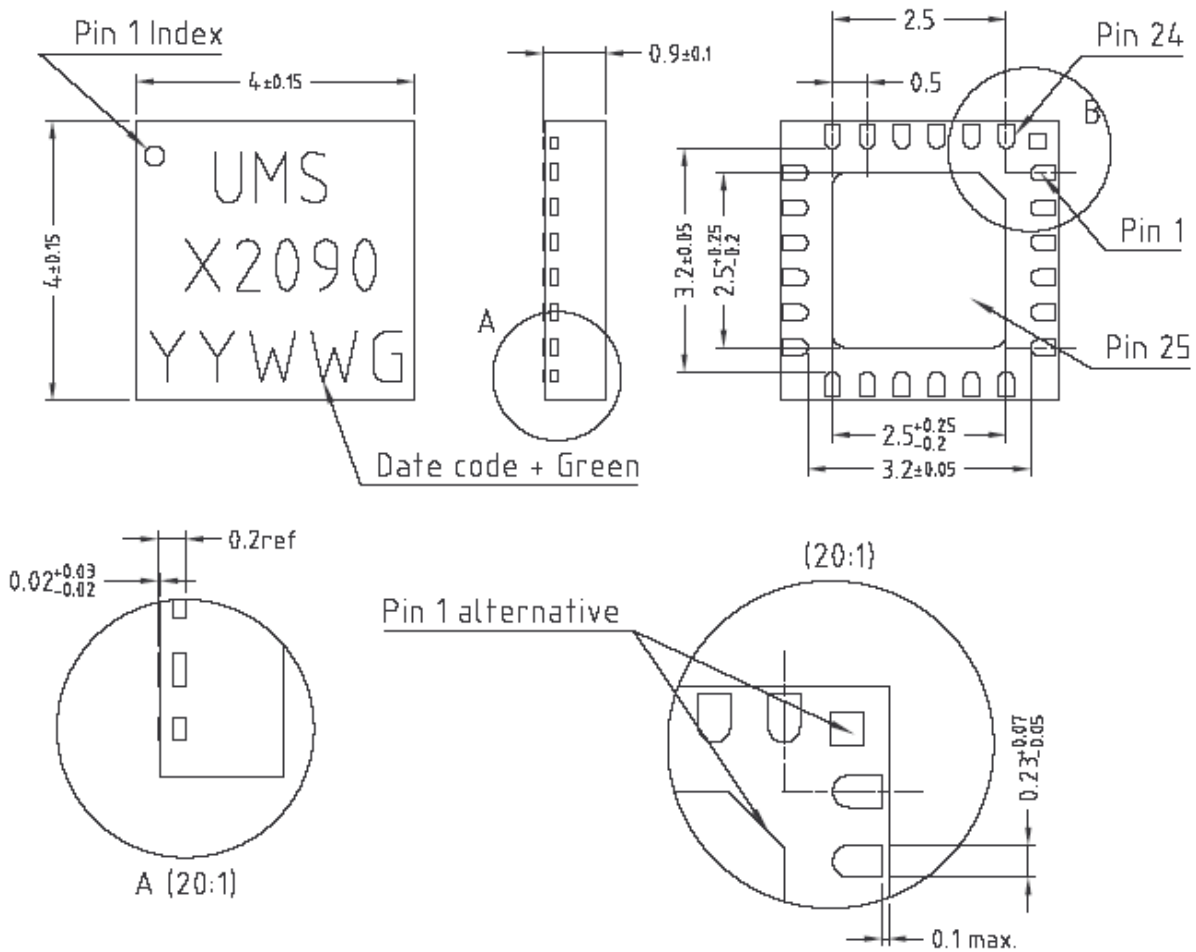 Pin 1 Index
4±0.15
4±0.15
UMS
X2090
YYWWG
Date code + Green
0.9±0.1
A
2.5
0.5
Pin 24
B
Pin 1
Pin 25
3.2±0.05
2.5+0.25-0.2
2.5+0.25-0.2
3.2±0.05
0.2ref
0.02+0.03-0.02
A (20:1)
(20:1)
Pin 1 alternative
0.23+0.07-0.05
0.1 max.